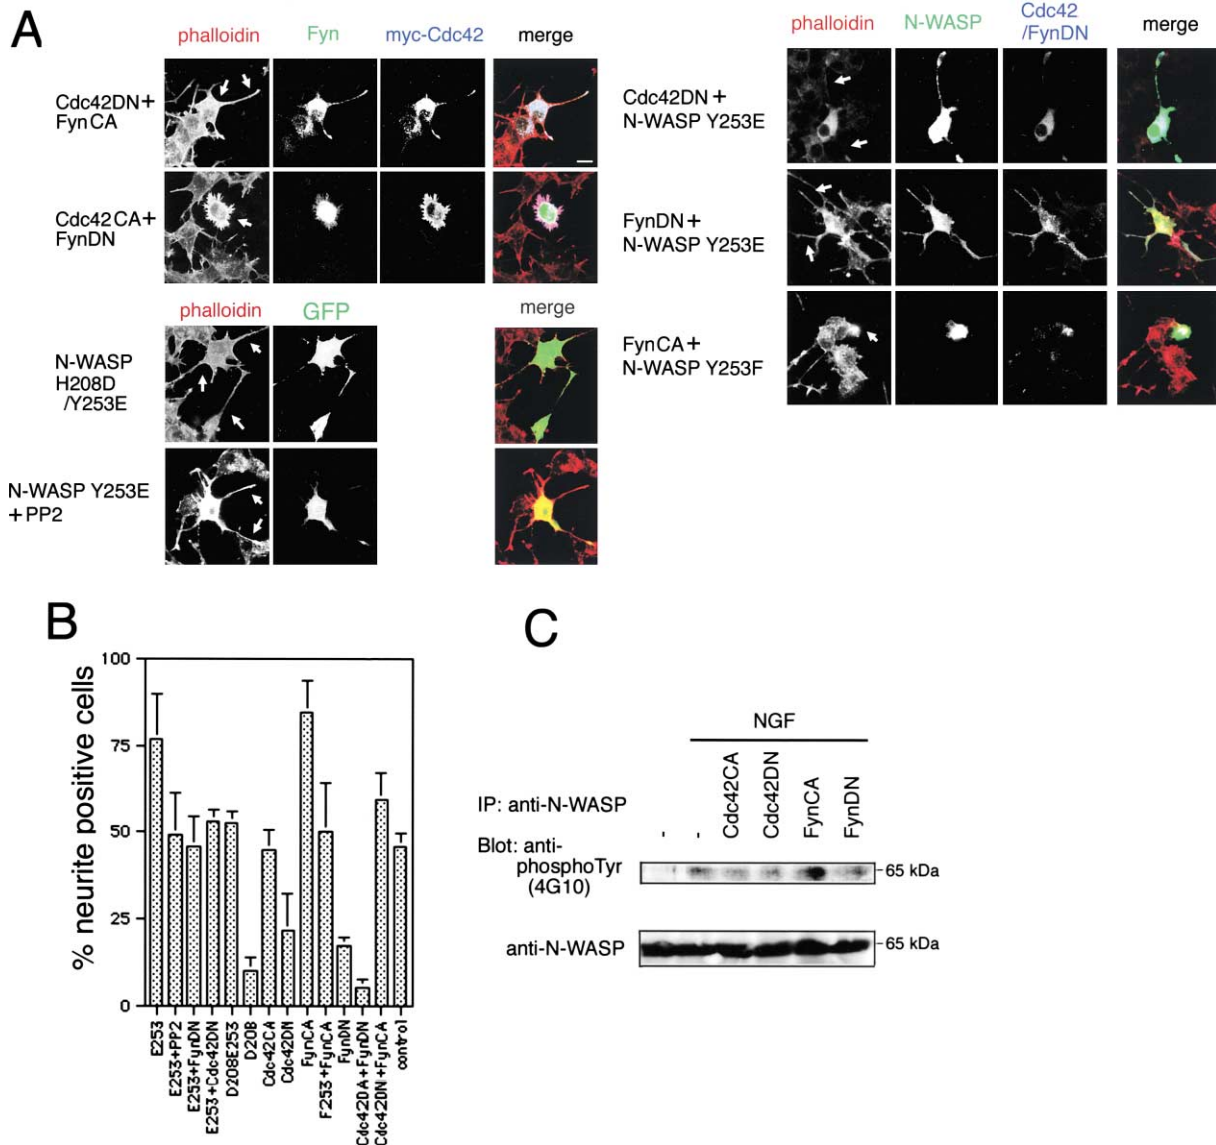 A
phalloidin Fyn myc-Cdc42 merge
Cdc42DN+
FynCA
Cdc42CA+
FynDN
phalloidin GFP merge
N-WASP
H208D
/Y253E
N-WASP Y253E
+PP2
phalloidin N-WASP Cdc42
/FynDN merge
Cdc42DN+
N-WASP Y253E
FynDN+
N-WASP Y253E
FynCA+
N-WASP Y253F
B
% neurite positive cells
100
75
50
25
0
E253
E253+PP2
E253+FynDN
E253+Cdc42DN
D208E253
D208
Cdc42CA
Cdc42DN
FynCA
F253+FynCA
FynDN
Cdc42DA+FynDN
Cdc42DN+FynCA
control
C
NGF
- - Cdc42CA Cdc42DN FynCA FynDN
IP: anti-N-WASP
Blot: anti-
phosphoTyr
(4G10)
-65 kDa
anti-N-WASP
-65 kDa